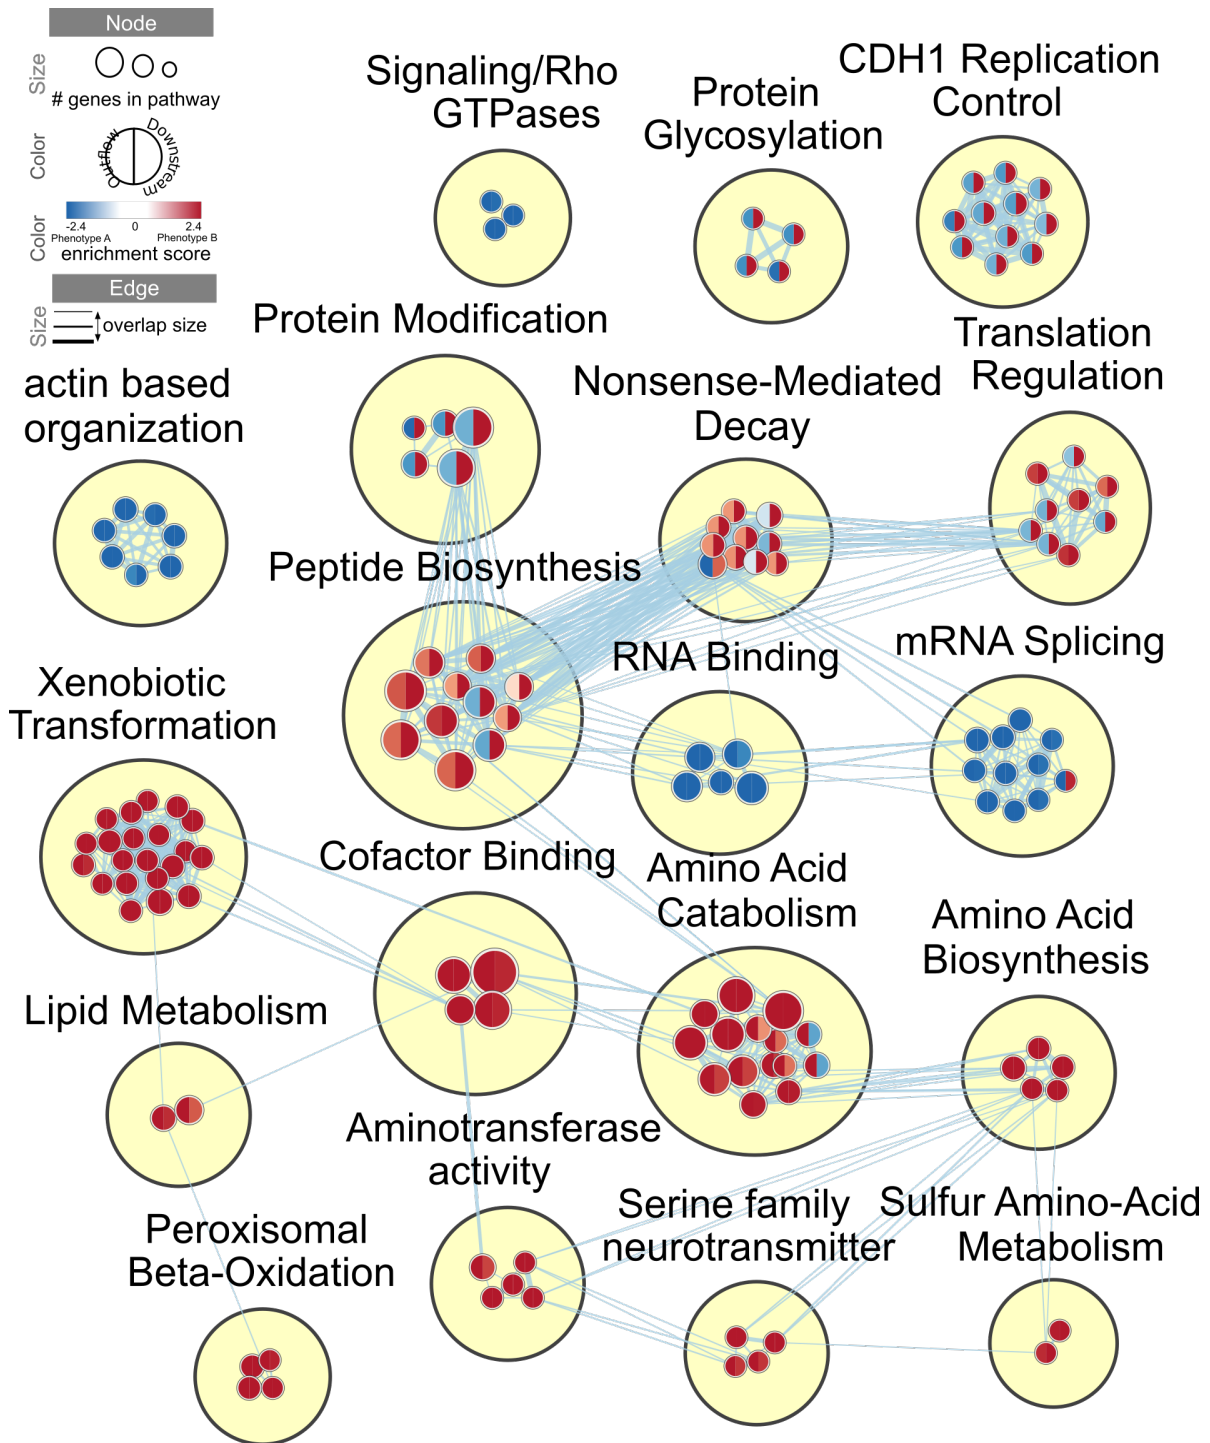 Node
Size
# genes in pathway
Color
Outflow
Downstream
Color
-2.4
0
2.4
Phenotype A
Phenotype B
enrichment score
Edge
Size
overlap size
Signaling/Rho
GTPases
Protein
Glycosylation
CDH1 Replication
Control
Protein Modification
Translation
Regulation
actin based
organization
Nonsense-Mediated
Decay
Peptide Biosynthesis
RNA Binding
mRNA Splicing
Xenobiotic
Transformation
Cofactor Binding
Amino Acid
Catabolism
Amino Acid
Biosynthesis
Lipid Metabolism
Aminotransferase
activity
Serine family
neurotransmitter
Sulfur Amino-Acid
Metabolism
Peroxisomal
Beta-Oxidation